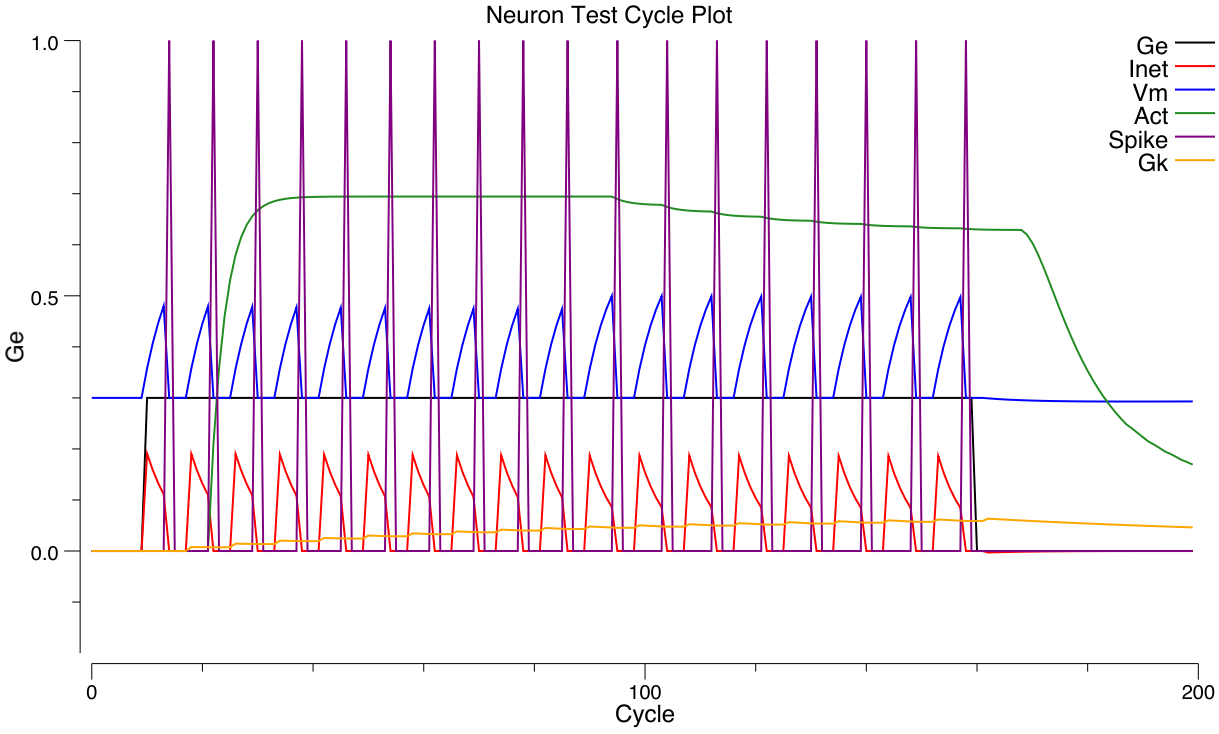 Neuron Test Cycle Plot
1.0
0.5
0.0
Ge
Ge
Inet
Vm
Act
Spike
Gk
0
100
200
Cycle